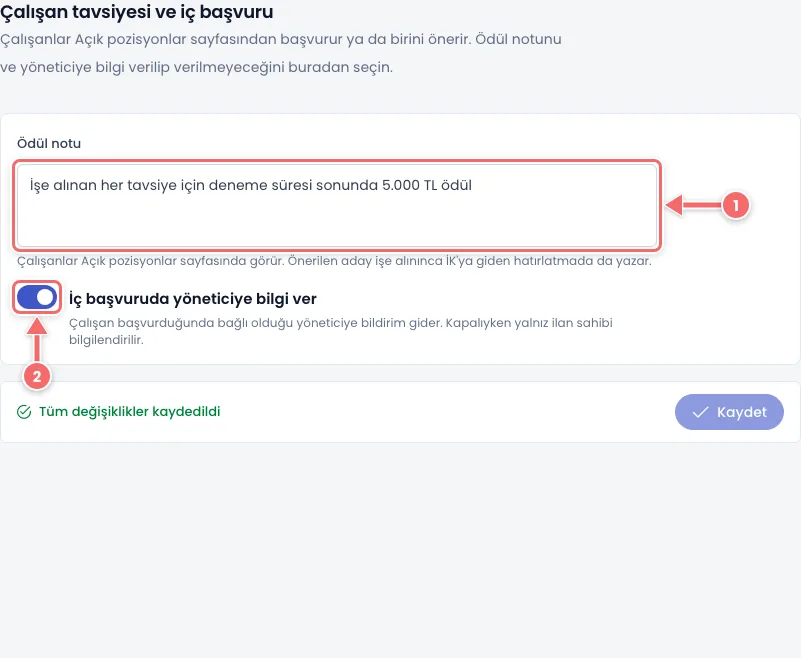 Çalışan tavsiyesi ve iç başvuru
Çalışanlar Açık pozisyonlar sayfasından başvurur ya da birini önerir. Ödül notunu
ve yöneticiye bilgi verilip verilmeyeceğini buradan seçin.
Ödül notu
İşe alınan her tavsiye için deneme süresi sonunda 5.000 TL ödül
1
Çalışanlar Açık pozisyonlar sayfasında görür. Önerilen aday işe alınınca İK'ya giden hatırlatmada da yazar.
İç başvuruda yöneticiye bilgi ver
Çalışan başvurduğunda bağlı olduğu yöneticiye bildirim gider. Kapalıyken yalnız ilan sahibi
bilgilendirilir.
2
Tüm değişiklikler kaydedildi
Kaydet